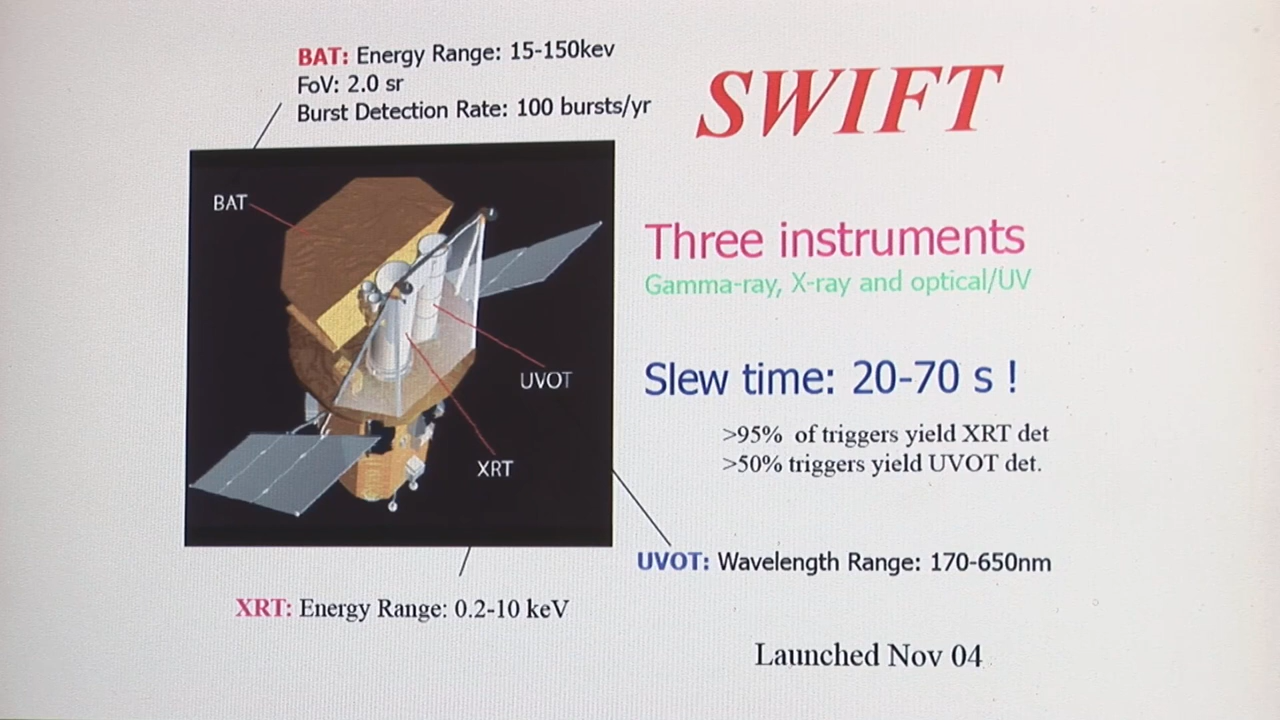 BAT: Energy Range: 15-150kev
FoV: 2.0 sr
Burst Detection Rate: 100 bursts/yr
SWIFT
BAT
UVOT
XRT
Three instruments
Gamma-ray, X-ray and optical/UV
Slew time: 20-70 s !
>95% of triggers yield XRT det
>50% triggers yield UVOT det.
UVOT: Wavelength Range: 170-650nm
XRT: Energy Range: 0.2-10 keV
Launched Nov 04